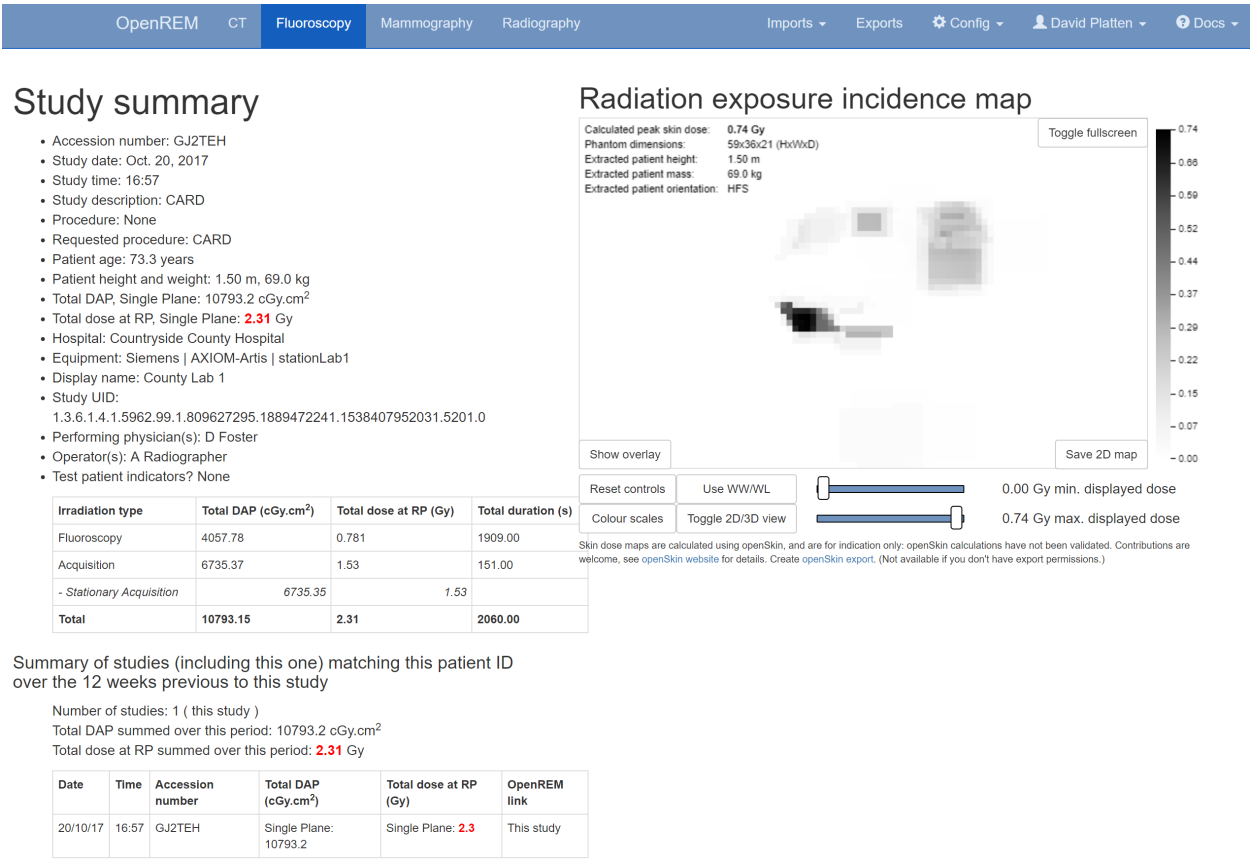 OpenREM CT Fluoroscopy Mammography Radiography Imports Exports Config David Platten Docs
Study summary
• Accession number: GJ2TEH
• Study date: Oct. 20, 2017
• Study time: 16:57
• Study description: CARD
• Procedure: None
• Requested procedure: CARD
• Patient age: 73.3 years
• Patient height and weight: 1.50 m, 69.0 kg
• Total DAP, Single Plane: 10793.2 cGy.cm²
• Total dose at RP, Single Plane: 2.31 Gy
• Hospital: Countryside County Hospital
• Equipment: Siemens | AXIOM-Artis | stationLab1
• Display name: County Lab 1
• Study UID:
1.3.6.1.4.1.5962.99.1.809627295.1889472241.1538407952031.5201.0
• Performing physician(s): D Foster
• Operator(s): A Radiographer
• Test patient indicators? None
Irradiation type Total DAP (cGy.cm²) Total dose at RP (Gy) Total duration (s)
Fluoroscopy 4057.78 0.781 1909.00
Acquisition 6735.37 1.53 151.00
- Stationary Acquisition 6735.35 1.53
Total 10793.15 2.31 2060.00
Summary of studies (including this one) matching this patient ID
over the 12 weeks previous to this study
Number of studies: 1 ( this study )
Total DAP summed over this period: 10793.2 cGy.cm²
Total dose at RP summed over this period: 2.31 Gy
Date Time Accession number Total DAP (cGy.cm²) Total dose at RP (Gy) OpenREM link
20/10/17 16:57 GJ2TEH Single Plane: 10793.2 Single Plane: 2.3 This study
Radiation exposure incidence map
Calculated peak skin dose: 0.74 Gy
Phantom dimensions: 59x36x21 (HxWxD)
Extracted patient height: 1.50 m
Extracted patient mass: 69.0 kg
Extracted patient orientation: HFS
Toggle fullscreen
0.74
0.66
0.59
0.52
0.44
0.37
0.29
0.22
0.15
0.07
0.00
Show overlay Save 2D map
Reset controls Use WW/WL 0.00 Gy min. displayed dose
Colour scales Toggle 2D/3D view 0.74 Gy max. displayed dose
Skin dose maps are calculated using openSkin, and are for indication only: openSkin calculations have not been validated. Contributions are
welcome, see openSkin website for details. Create openSkin export. (Not available if you don't have export permissions.)